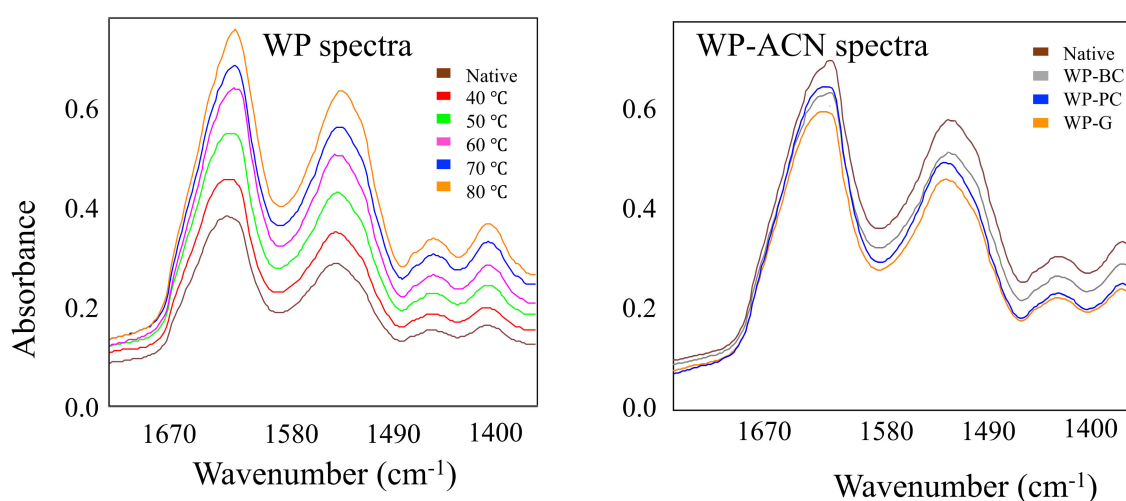 WP spectra
Native
40 ℃
50 ℃
60 ℃
70 ℃
80 ℃
0.6
0.4
0.2
0.0
Absorbance
1670 1580 1490 1400
Wavenumber (cm-1)
WP-ACN spectra
Native
WP-BC
WP-PC
WP-G
0.6
0.4
0.2
0.0
1670 1580 1490 1400
Wavenumber (cm-1)